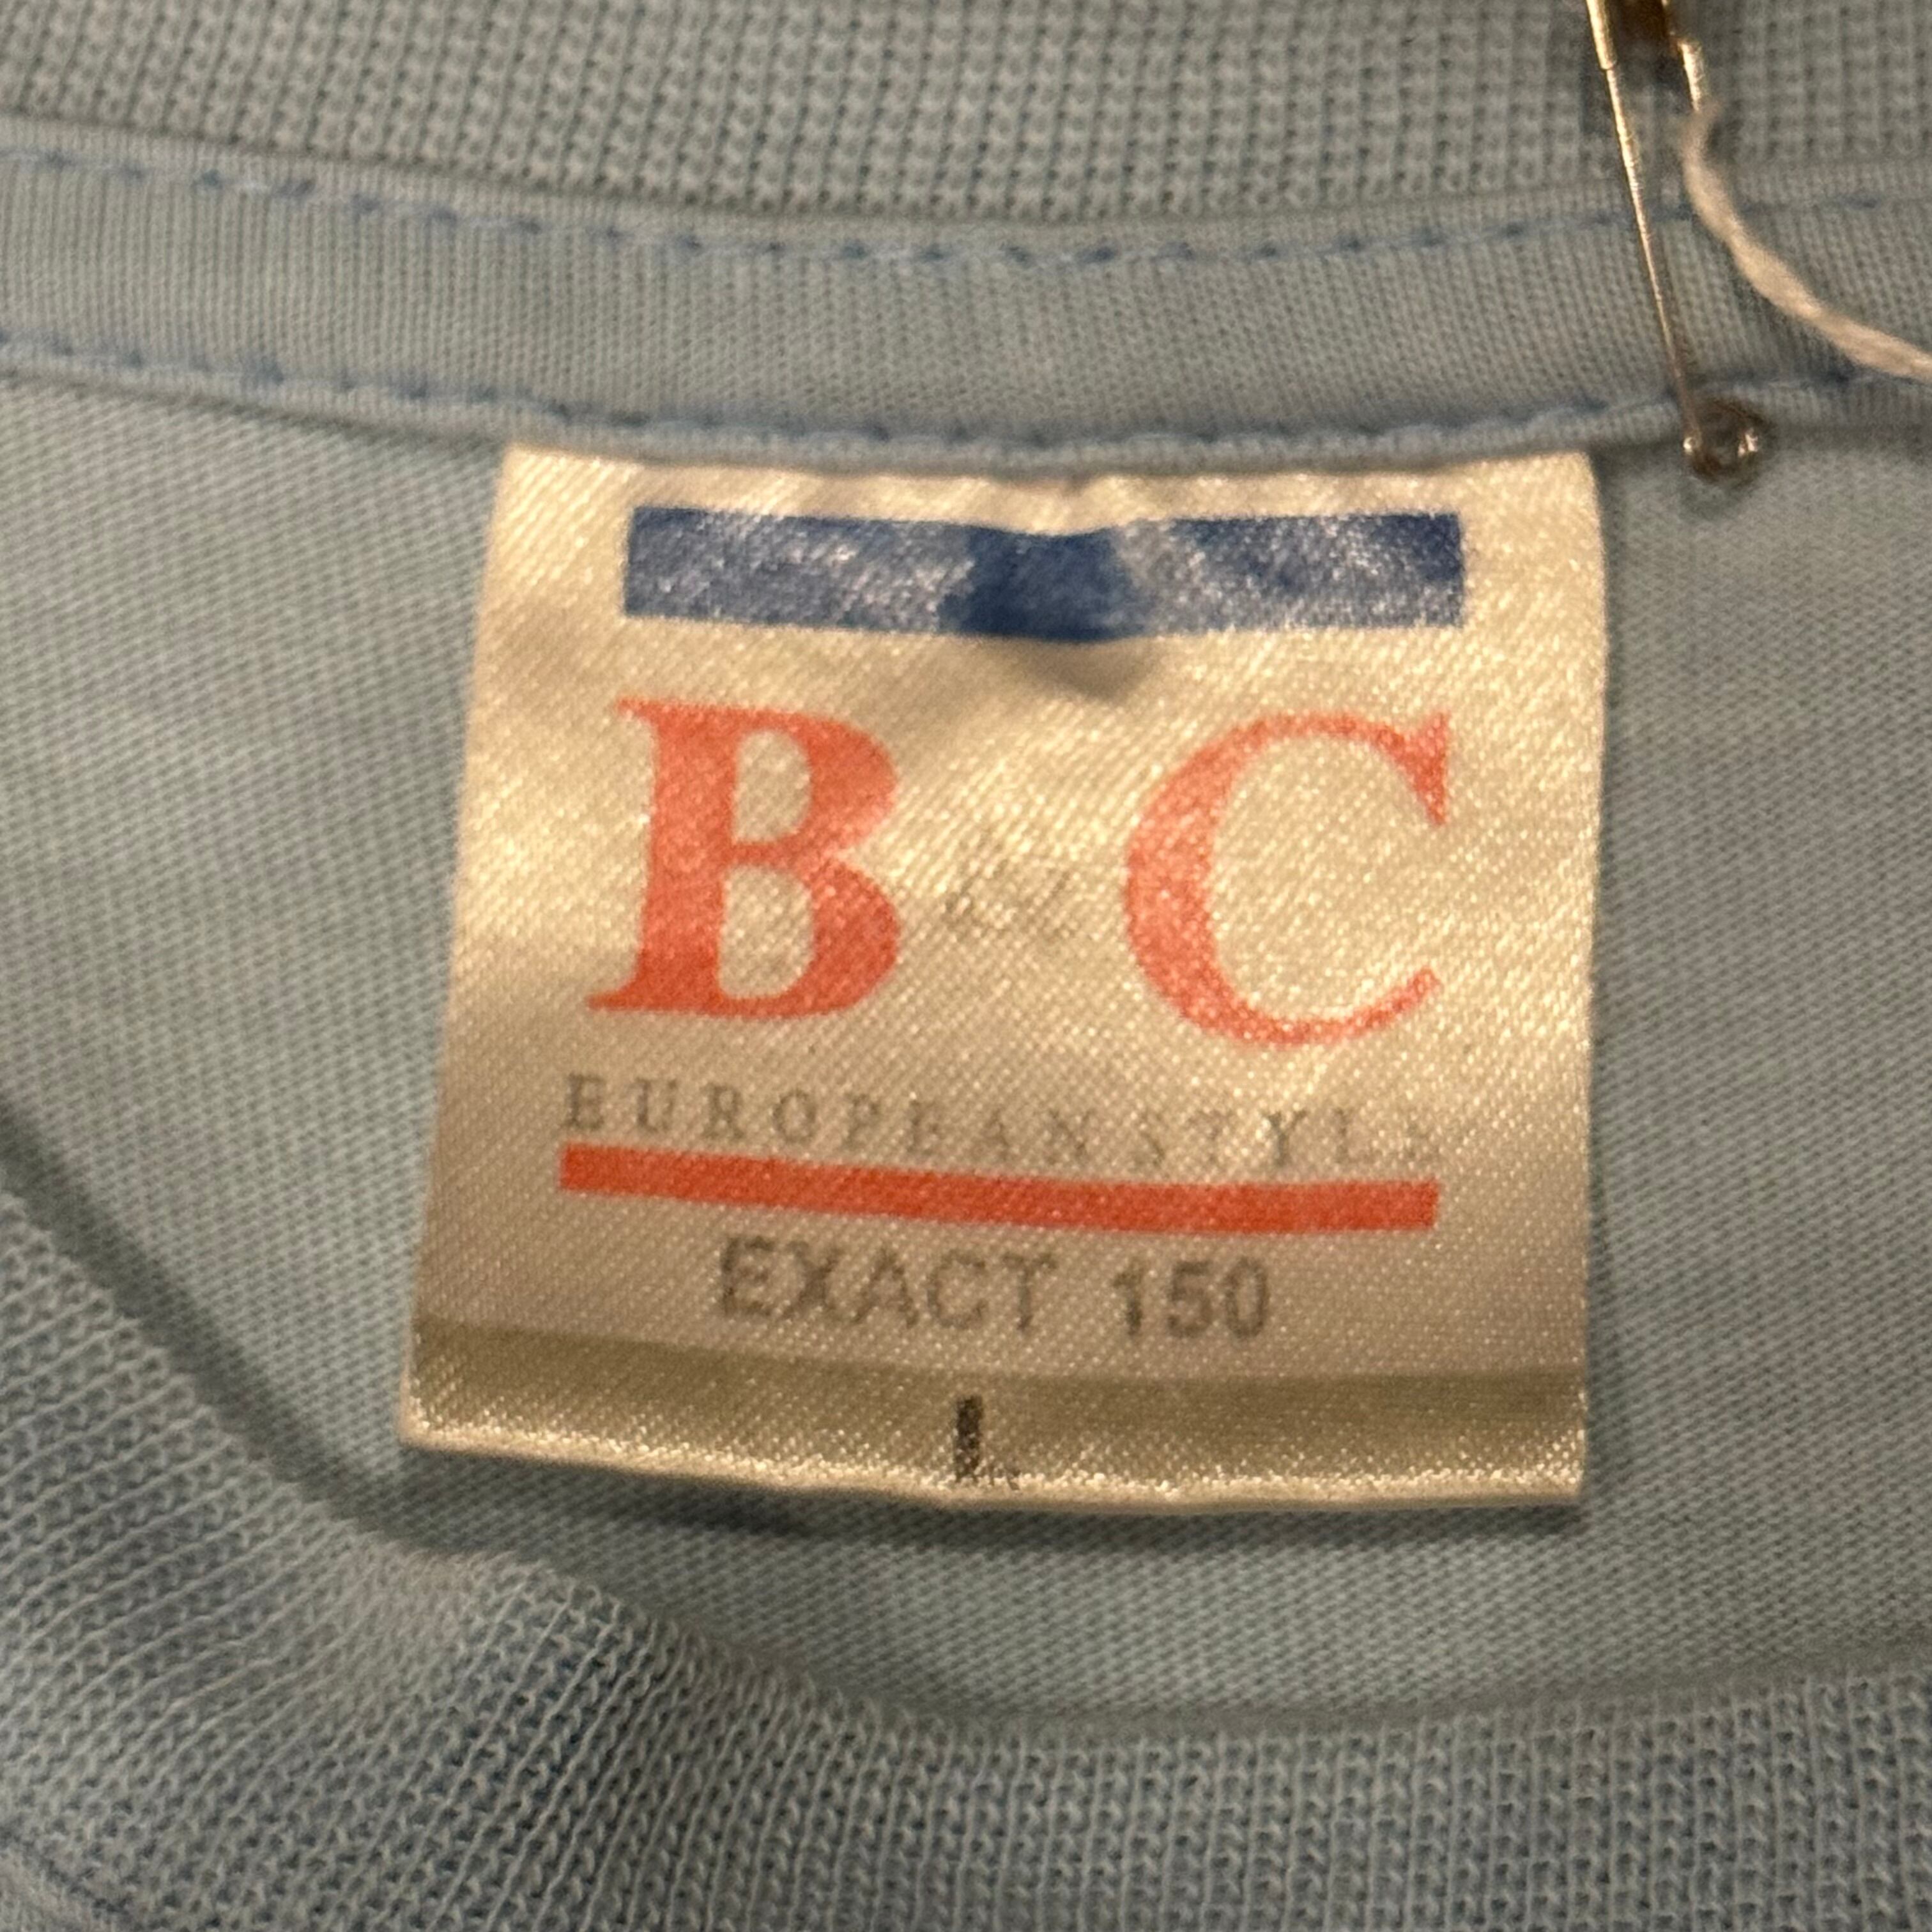 B & C
EUROPEAN STYLE
EXACT 150
L